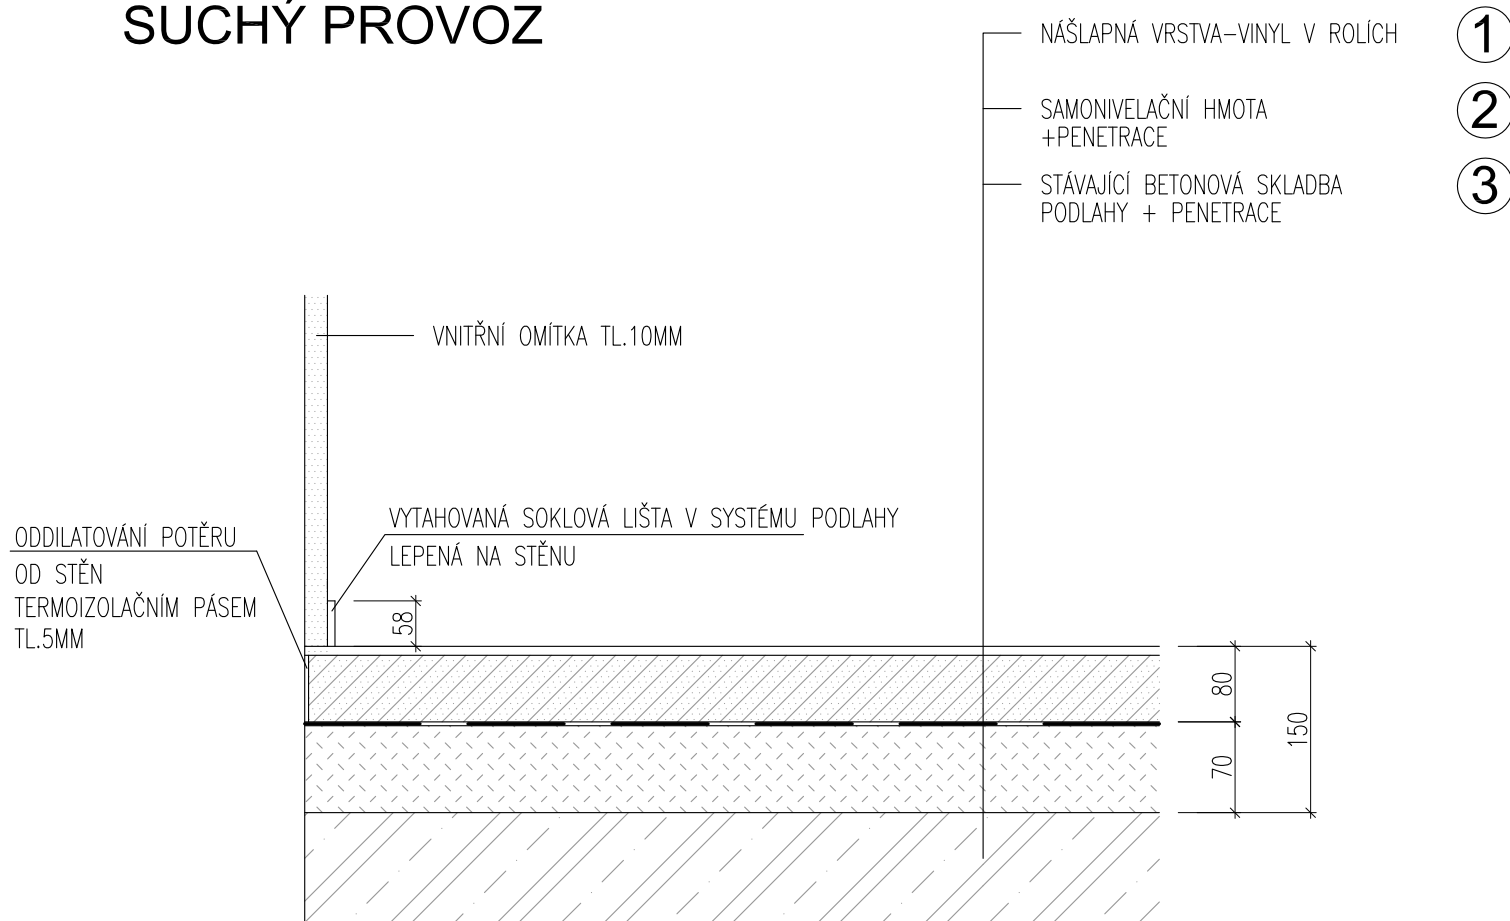 SUCHÝ PROVOZ
NÁŠLAPNÁ VRSTVA-VINYL V ROLÍCH
1
SAMONIVELAČNÍ HMOTA
+PENETRACE
2
STÁVAJÍCÍ BETONOVÁ SKLADBA
PODLAHY + PENETRACE
3
VNITŘNÍ OMÍTKA TL.10MM
VYTAHOVANÁ SOKLOVÁ LIŠTA V SYSTÉMU PODLAHY
LEPENÁ NA STĚNU
ODDILATOVÁNÍ POTĚRU
OD STĚN
TERMOIZOLAČNÍM PÁSEM
TL.5MM
58
80
70
150